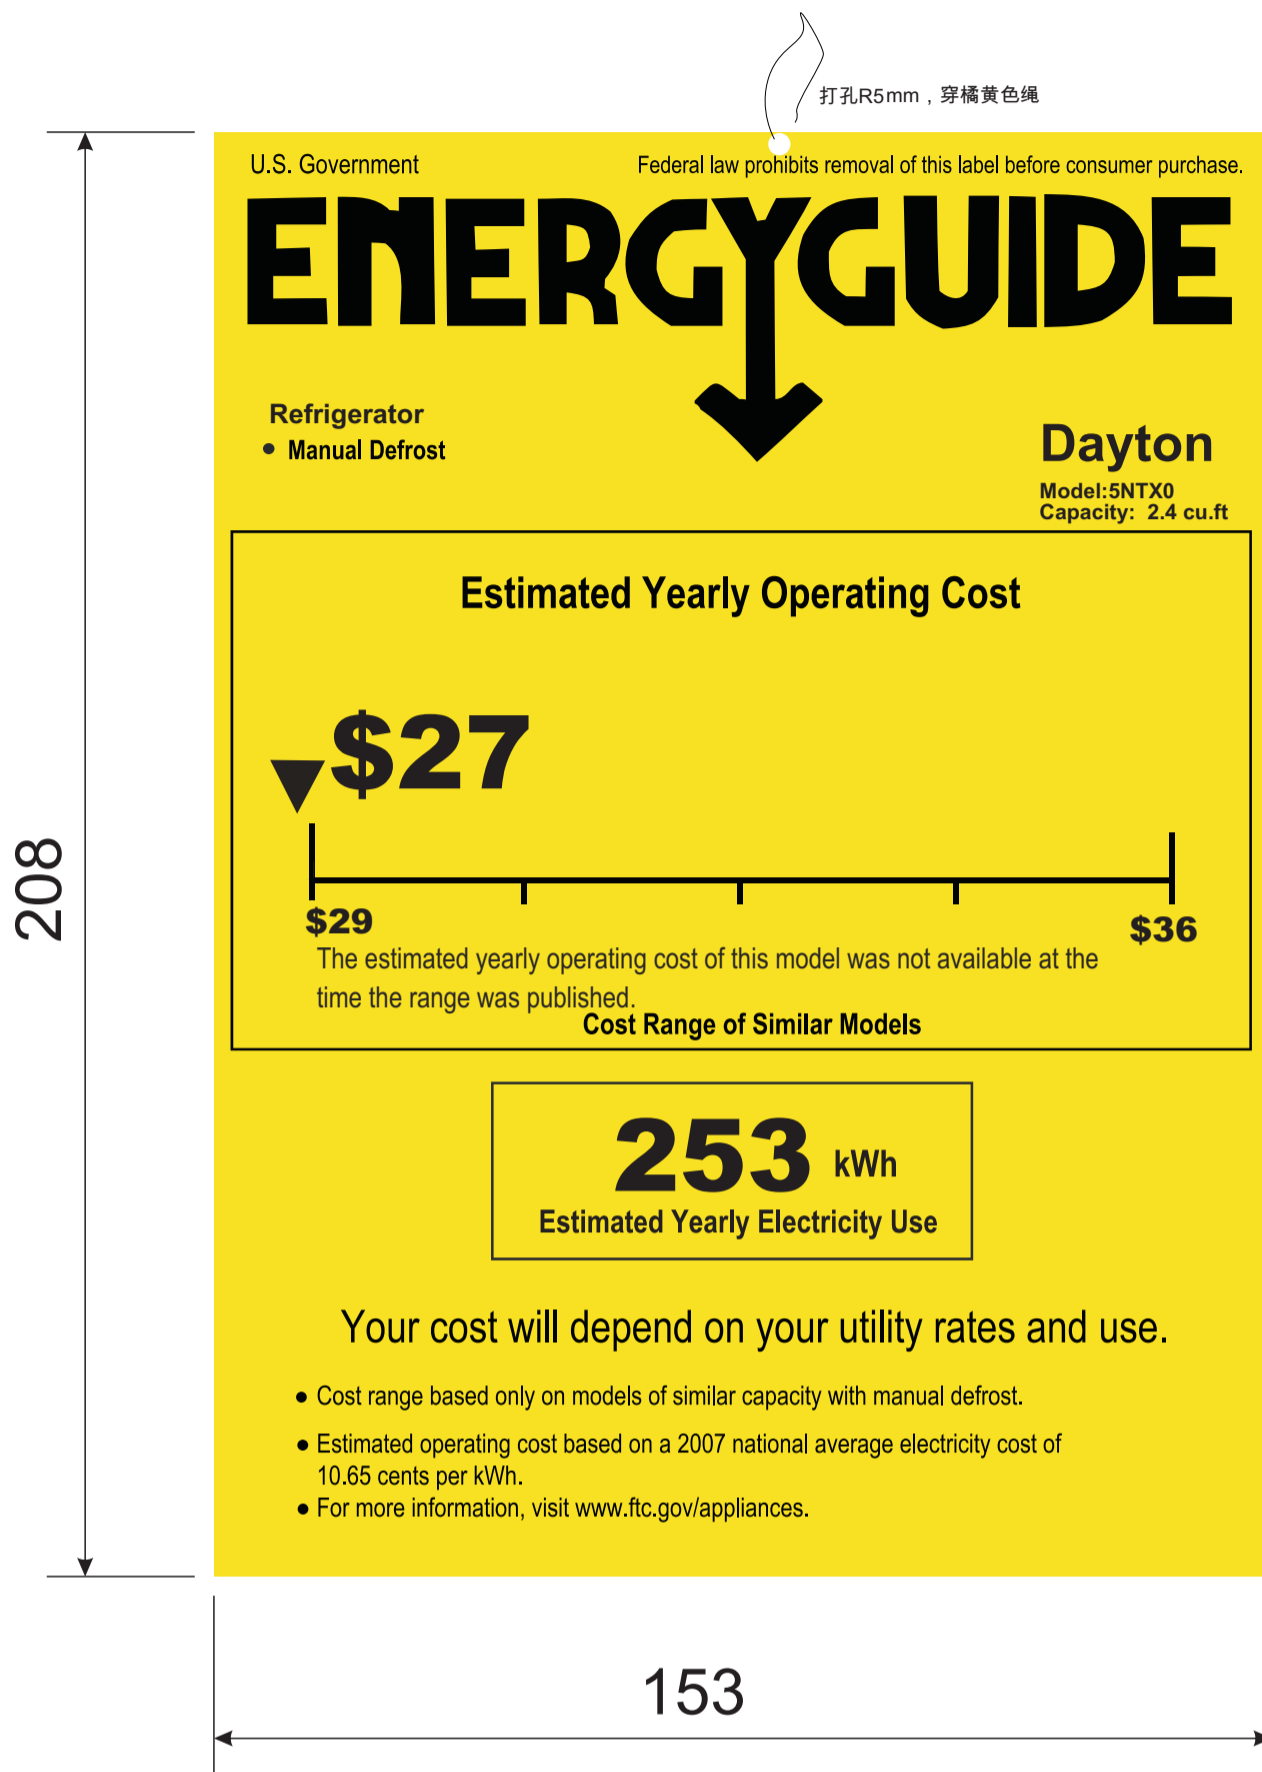 打孔R5mm，穿橘黄色绳
U.S. Government
Federal law prohibits removal of this label before consumer purchase.
ENERGYGUIDE
Refrigerator
● Manual Defrost
Dayton
Model:5NTX0
Capacity: 2.4 cu.ft
Estimated Yearly Operating Cost
$27
$29
$36
The estimated yearly operating cost of this model was not available at the
time the range was published.
Cost Range of Similar Models
253 kWh
Estimated Yearly Electricity Use
Your cost will depend on your utility rates and use.
● Cost range based only on models of similar capacity with manual defrost.
● Estimated operating cost based on a 2007 national average electricity cost of
10.65 cents per kWh.
● For more information, visit www.ftc.gov/appliances.
208
153